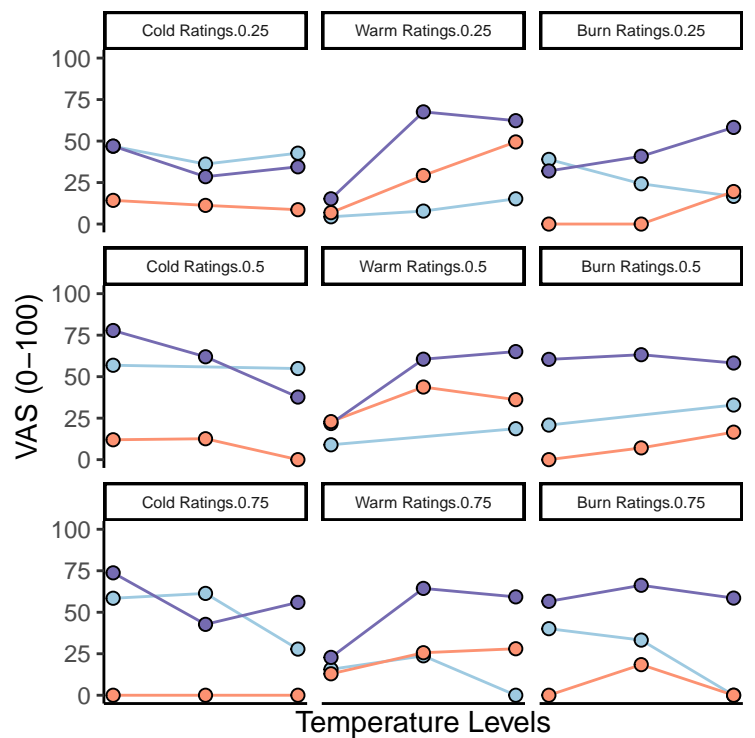 Cold Ratings.0.25
Warm Ratings.0.25
Burn Ratings.0.25
100
75
50
25
0
Cold Ratings.0.5
Warm Ratings.0.5
Burn Ratings.0.5
100
75
50
25
0
Cold Ratings.0.75
Warm Ratings.0.75
Burn Ratings.0.75
100
75
50
25
0
VAS (0−100)
Temperature Levels